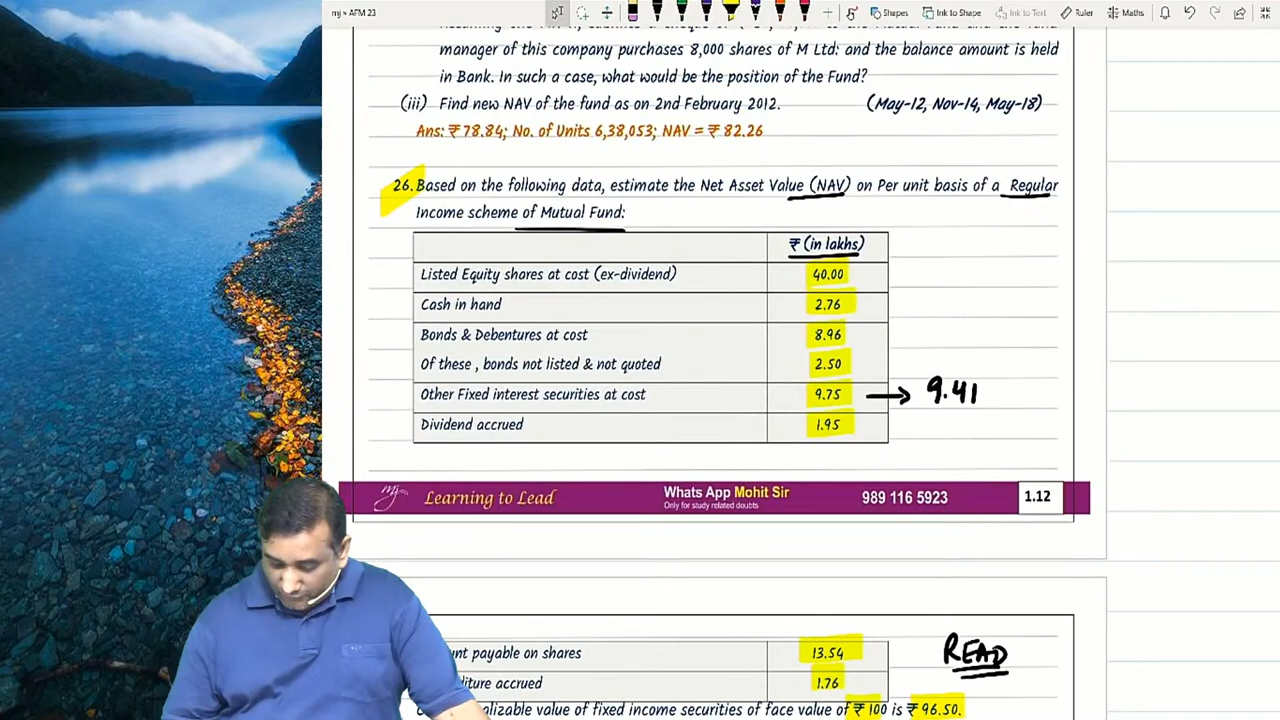 mj × AFM 23
Shapes
Ink to Shape
Ink to Text
Ruler
Maths
manager of this company purchases 8,000 shares of M Ltd: and the balance amount is held
in Bank. In such a case, what would be the position of the Fund?
(iii) Find new NAV of the fund as on 2nd February 2012. (May-12, Nov-14, May-18)
Ans: ₹ 78.84; No. of Units 6,38,053; NAV = ₹ 82.26
26. Based on the following data, estimate the Net Asset Value (NAV) on Per unit basis of a Regular
Income scheme of Mutual Fund:
₹ (in lakhs)
Listed Equity shares at cost (ex-dividend) 40.00
Cash in hand 2.76
Bonds & Debentures at cost 8.96
Of these , bonds not listed & not quoted 2.50
Other Fixed interest securities at cost 9.75 → 9.41
Dividend accrued 1.95
mj Learning to Lead
Whats App Mohit Sir 989 116 5923 1.12
Only for study related doubts
payable on shares 13.54 READ
accrued 1.76
value of fixed income securities of face value of ₹ 100 is ₹ 96.50.